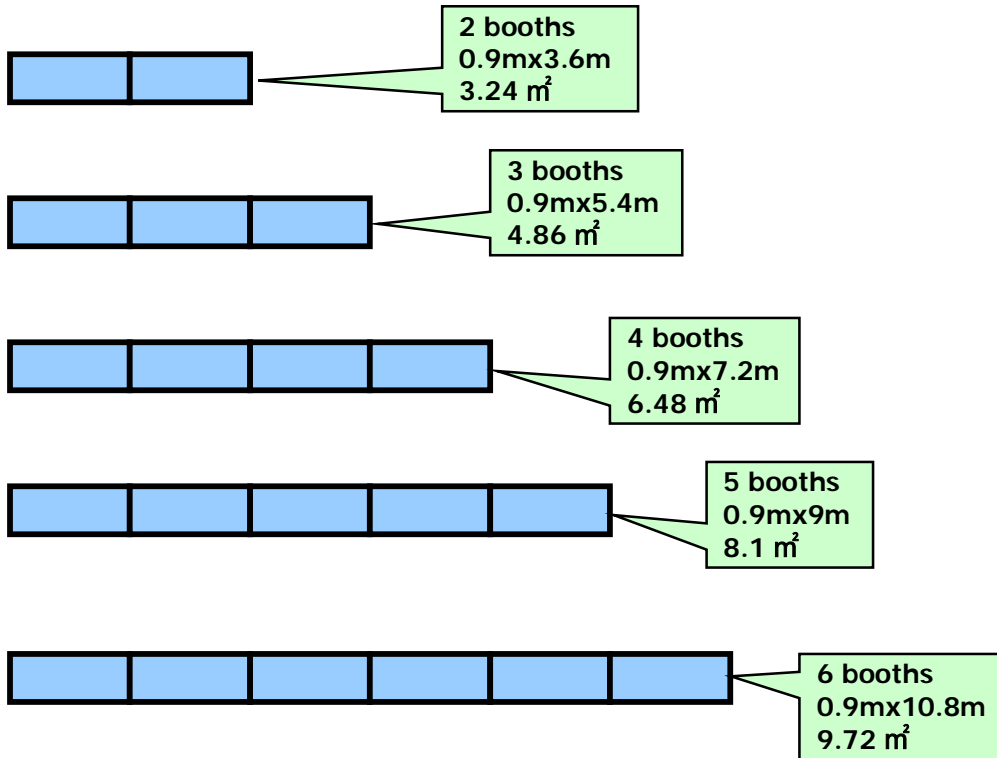 2 booths
0.9mx3.6m
3.24 ㎡
3 booths
0.9mx5.4m
4.86 ㎡
4 booths
0.9mx7.2m
6.48 ㎡
5 booths
0.9mx9m
8.1 ㎡
6 booths
0.9mx10.8m
9.72 ㎡